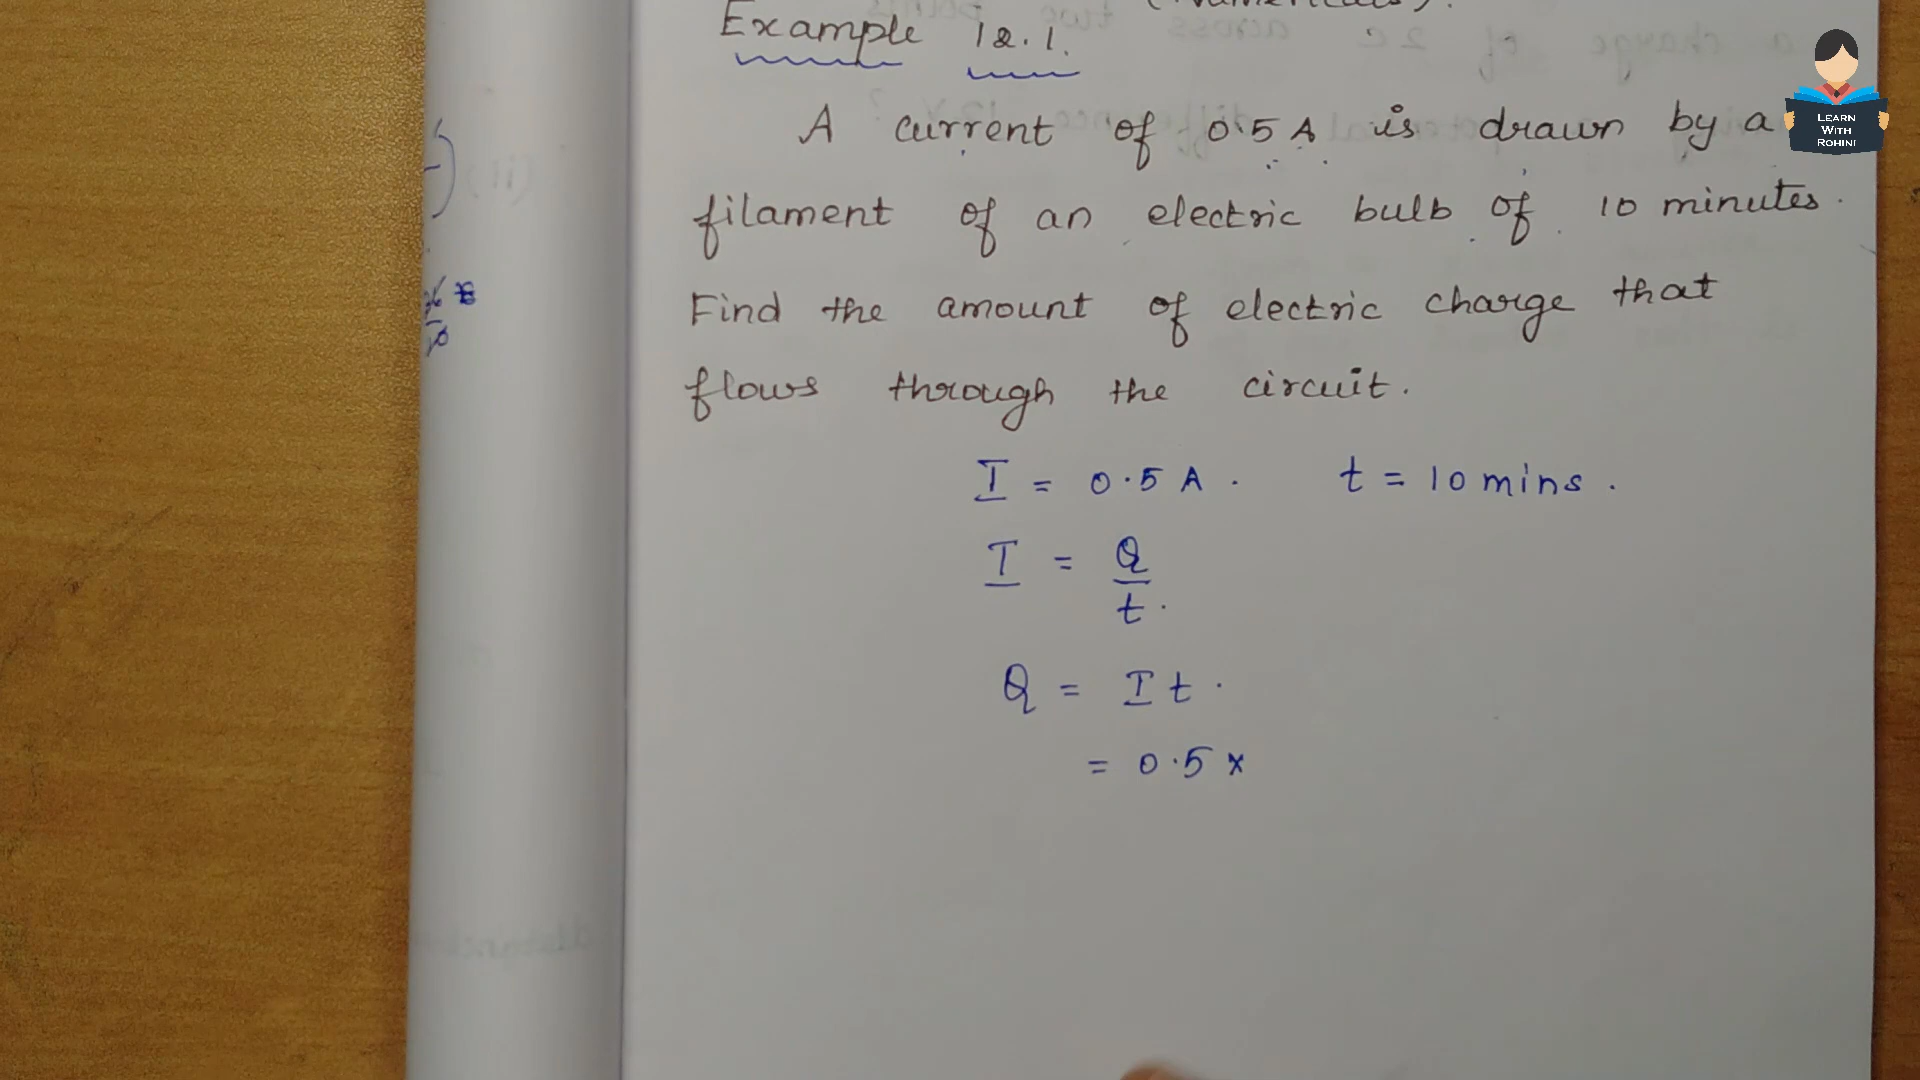 Example 12.1.
A current of 0.5 A is drawn by a
filament of an electric bulb of 10 minutes.
Find the amount of electric charge that
flows through the circuit.
I = 0.5 A. t = 10 mins.
I = Q/t.
Q = It.
= 0.5 x
LEARN
WITH
ROHINI